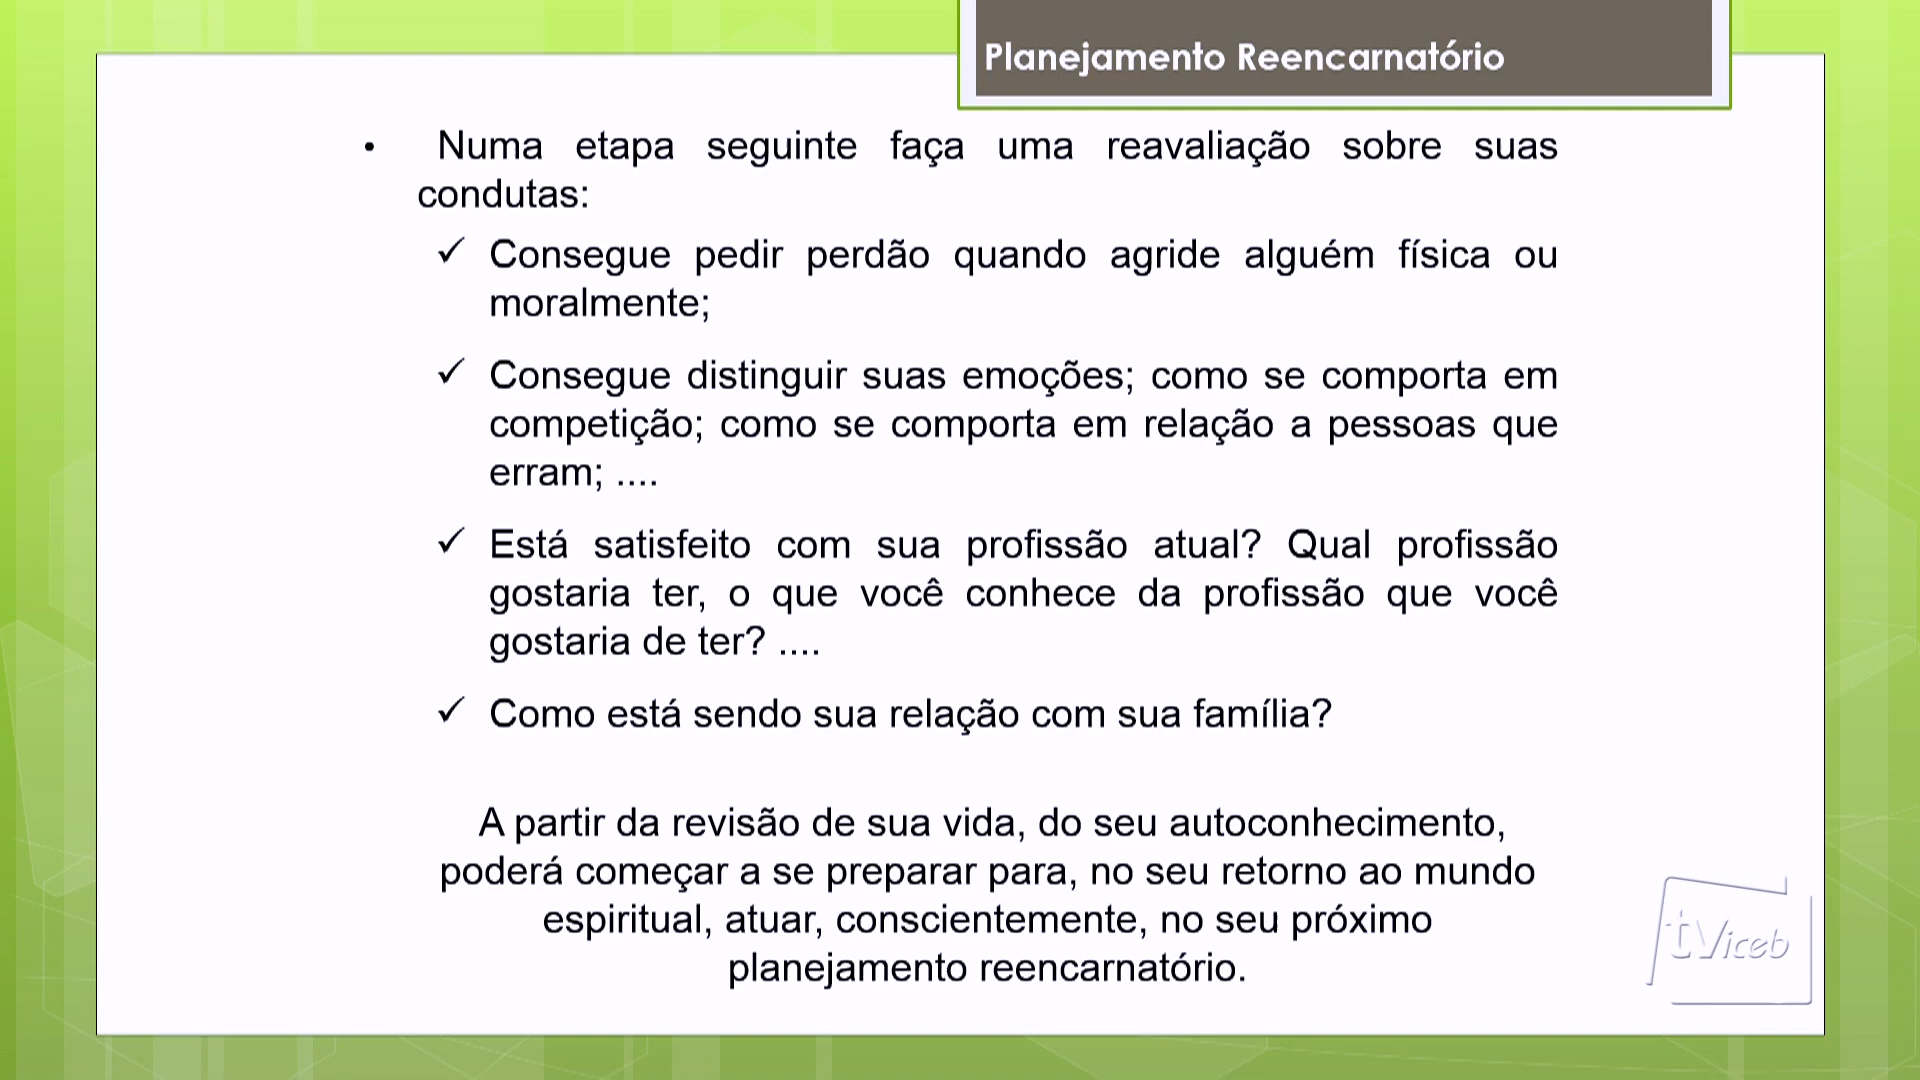 Planejamento Reencarnatório
• Numa etapa seguinte faça uma reavaliação sobre suas
condutas:
✓ Consegue pedir perdão quando agride alguém física ou
moralmente;
✓ Consegue distinguir suas emoções; como se comporta em
competição; como se comporta em relação a pessoas que
erram; ....
✓ Está satisfeito com sua profissão atual? Qual profissão
gostaria ter, o que você conhece da profissão que você
gostaria de ter? ....
✓ Como está sendo sua relação com sua família?
A partir da revisão de sua vida, do seu autoconhecimento,
poderá começar a se preparar para, no seu retorno ao mundo
espiritual, atuar, conscientemente, no seu próximo
planejamento reencarnatório.
tViceb